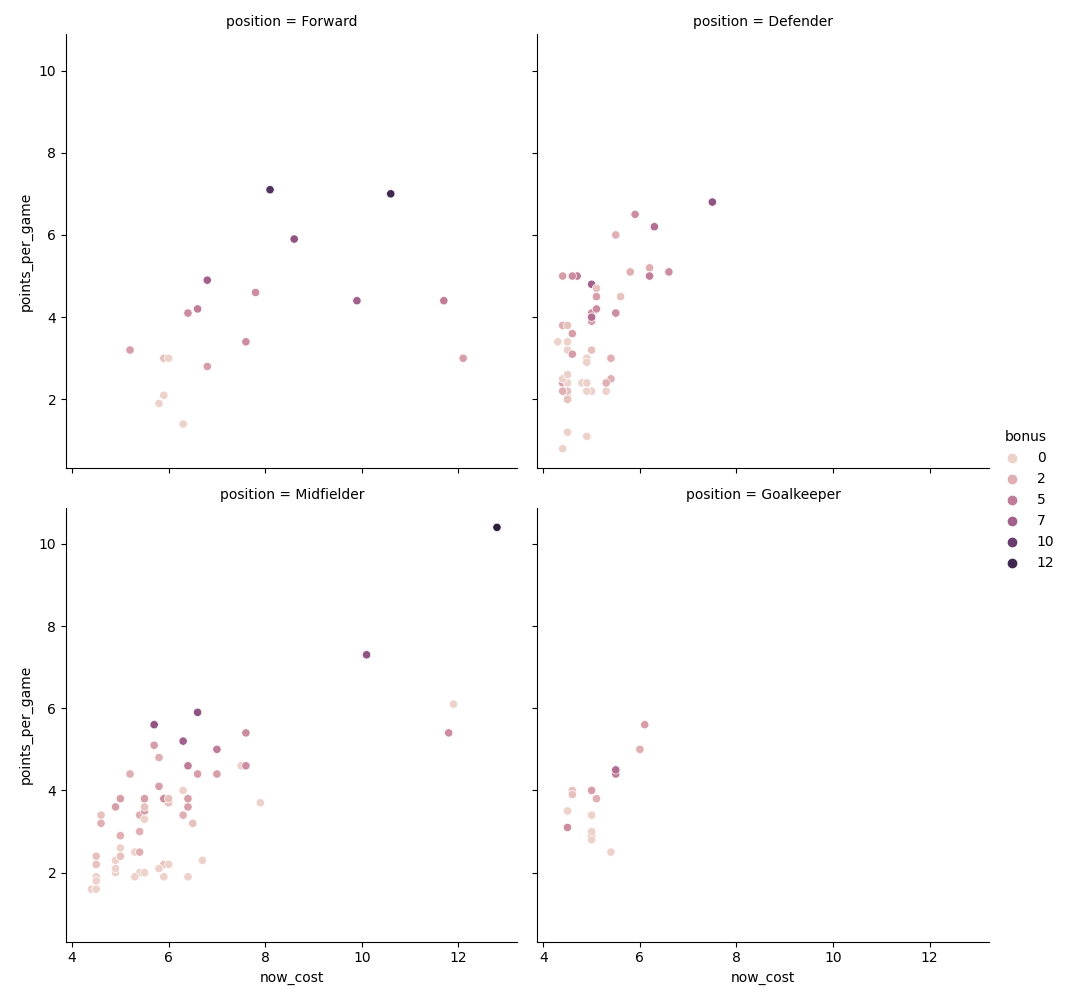 position = Forward
position = Defender
10
8
6
4
2
points_per_game
position = Midfielder
position = Goalkeeper
10
8
6
4
2
points_per_game
4 6 8 10 12
now_cost
4 6 8 10 12
now_cost
bonus
0
2
5
7
10
12